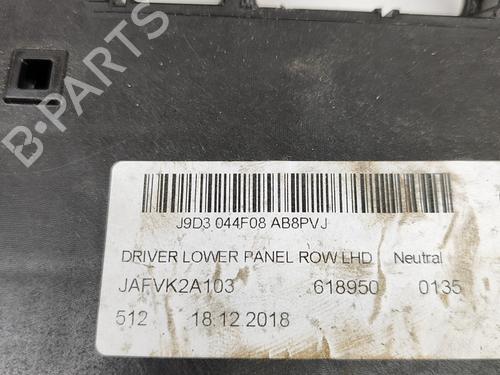 B-PARTS
J9D3 044F08 AB8PVJ
DRIVER LOWER PANEL ROW LHD Neutral
JAFVK2A103 618950 0135
512 18.12.2018